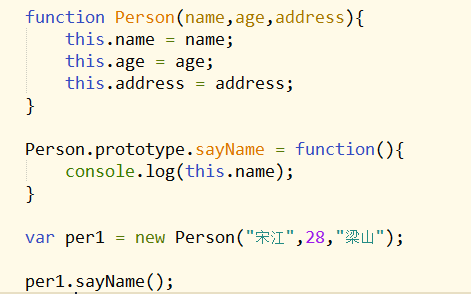 function Person(name,age,address){
    this.name = name;
    this.age = age;
    this.address = address;
}
Person.prototype.sayName = function(){
    console.log(this.name);
}
var per1 = new Person("宋江",28,"梁山");
per1.sayName();